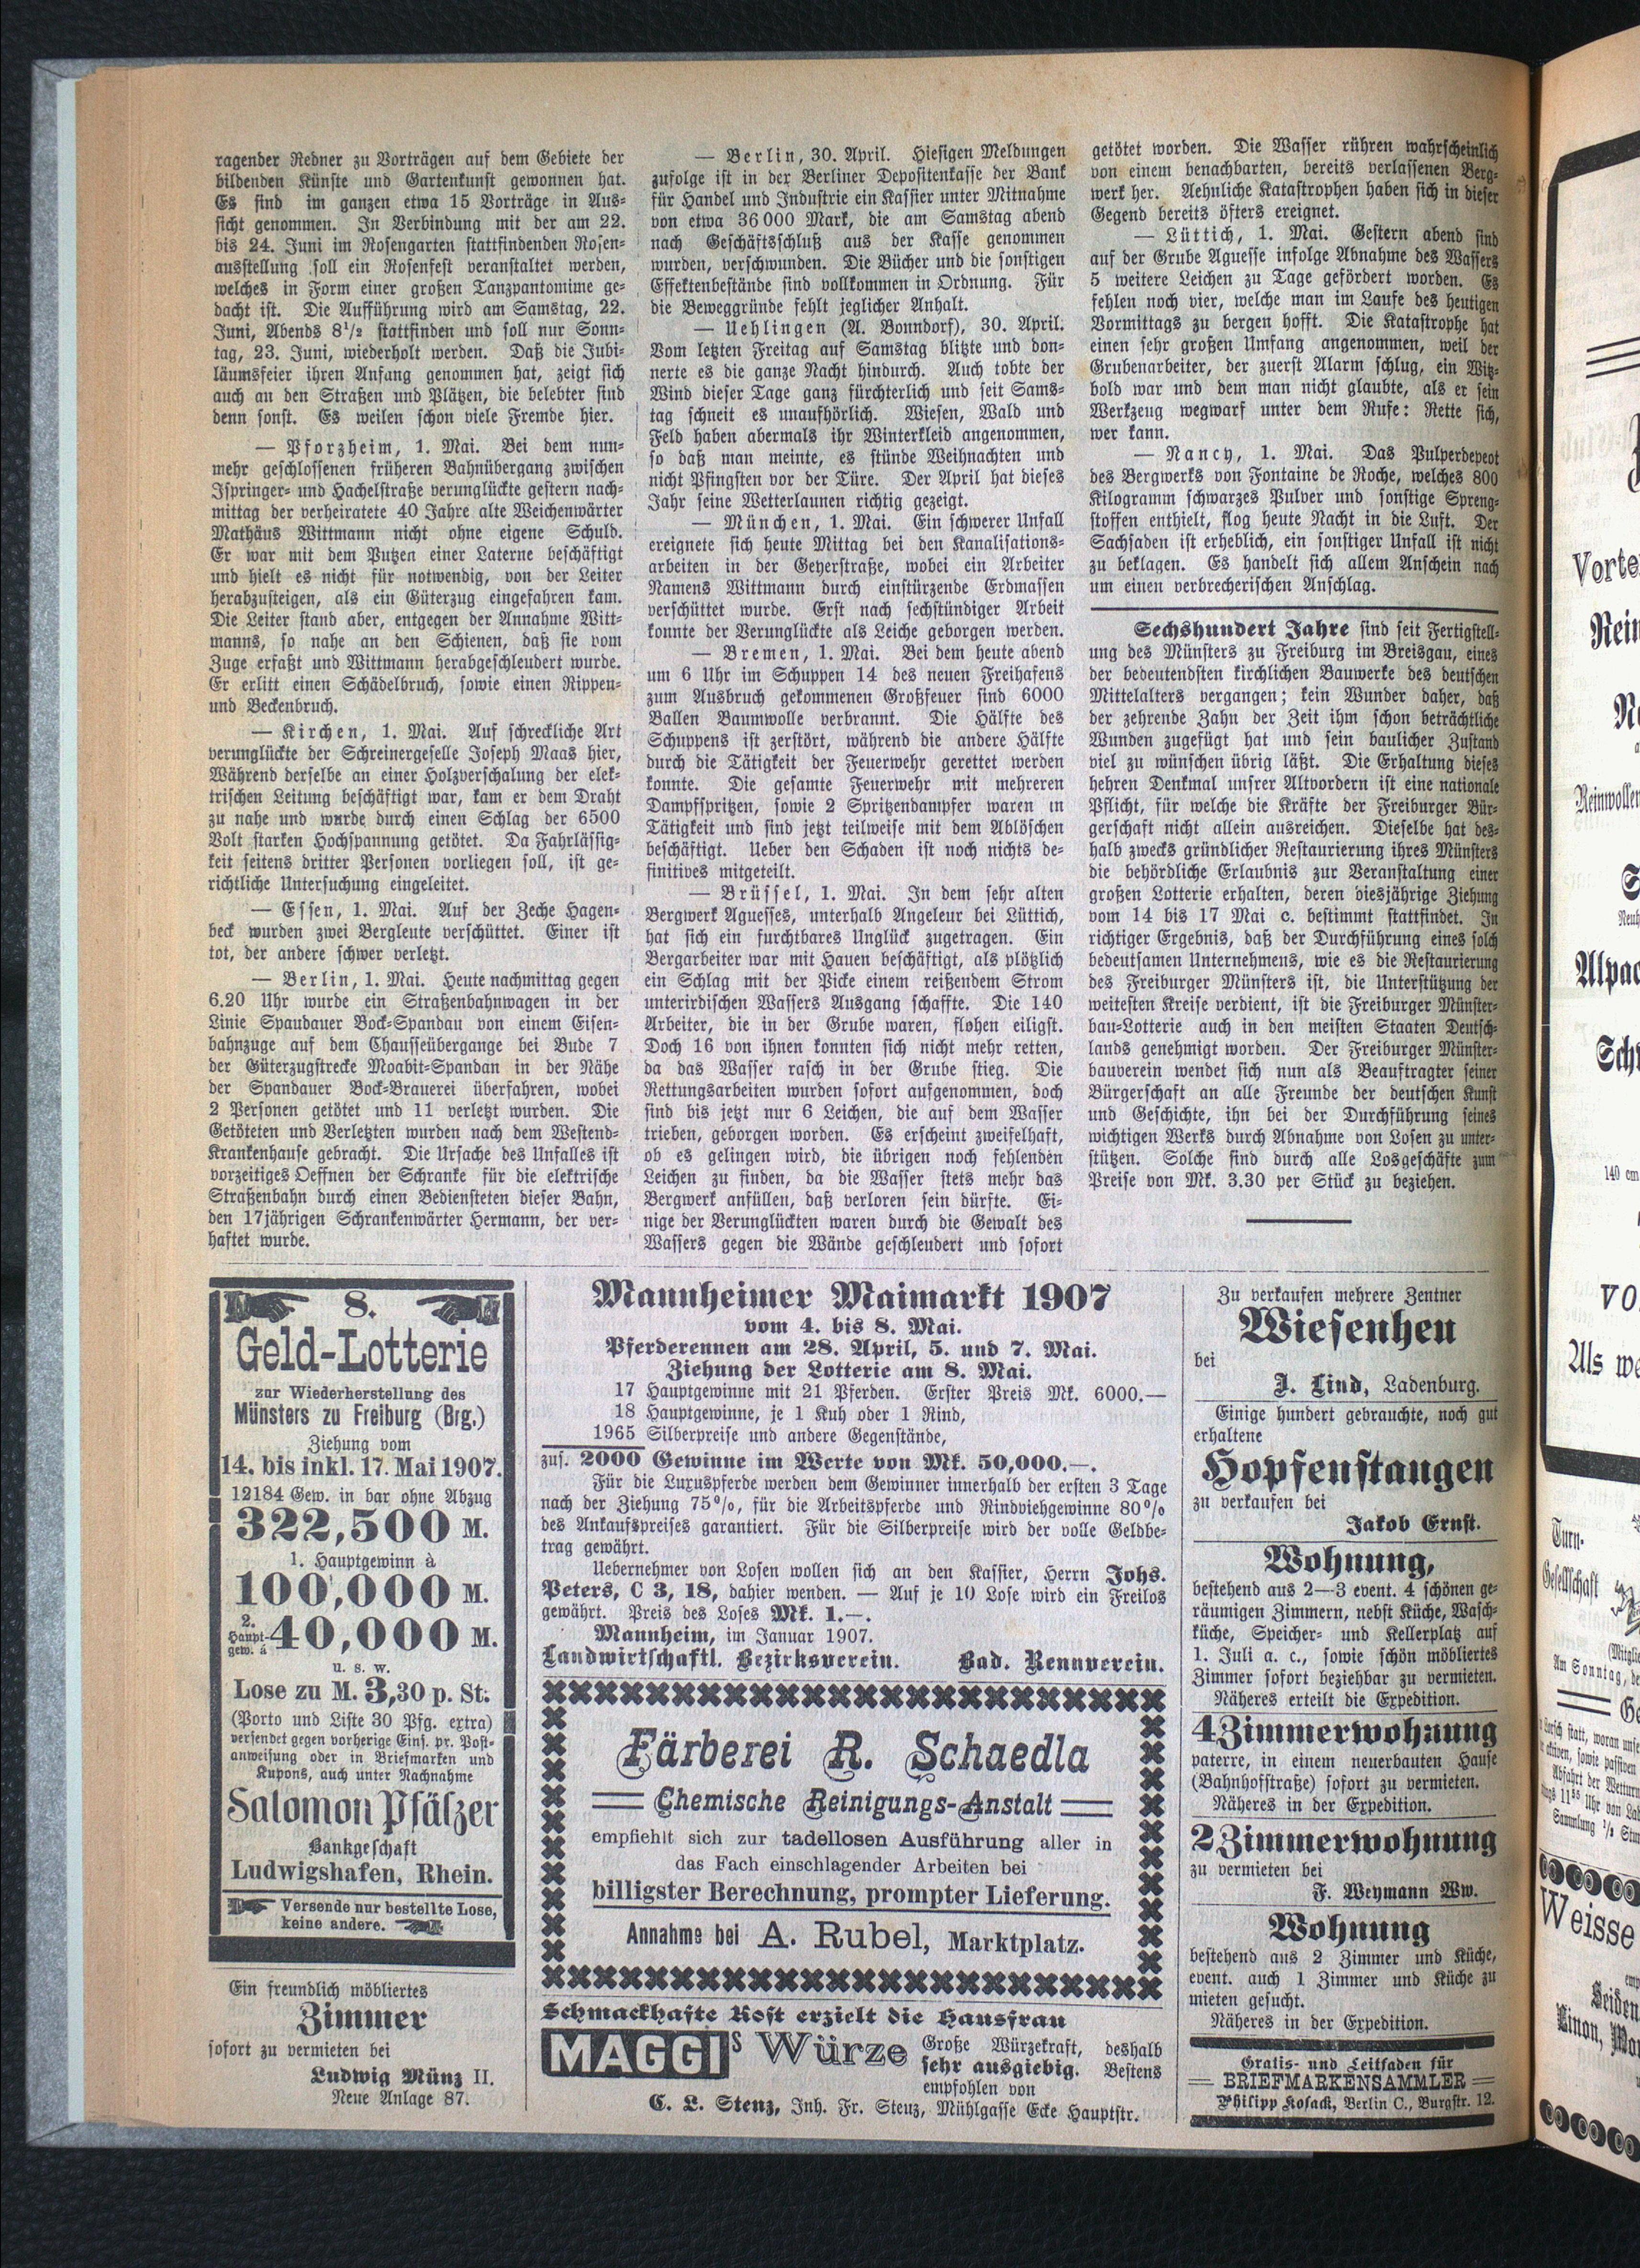 ragender Redner zu Vorträgen auf dem Gebiete der
bildenden Künste und Gartenkunst gewonnen hat.
Es sind im ganzen etwa 15 Vorträge in Aus-
sicht genommen. In Verbindung mit der am 22.
bis 24. Juni im Rosengarten stattfindenden Rosen-
ausstellung soll ein Rosenfest veranstaltet werden,
welches in Form einer großen Tanzpantomime ge-
dacht ist. Die Aufführung wird am Samstag, 22.
Juni, Abends 8½ stattfinden und soll nur Sonn-
tag, 23. Juni, wiederholt werden. Daß die Jubi-
läumsfeier ihren Anfang genommen hat, zeigt sich
auch an den Straßen und Plätzen, die belebter sind
denn sonst. Es weilen schon viele Fremde hier.
— Pforzheim, 1. Mai. Bei dem nun-
mehr geschlossenen früheren Bahnübergang zwischen
Ispringer- und Hachelstraße verunglückte gestern nach-
mittag der verheiratete 40 Jahre alte Weichenwärter
Mathäus Wittmann nicht ohne eigene Schuld.
Er war mit dem Putzen einer Laterne beschäftigt
und hielt es nicht für notwendig, von der Leiter
herabzusteigen, als ein Güterzug eingefahren kam.
Die Leiter stand aber, entgegen der Annahme Witt-
manns, so nahe an den Schienen, daß sie vom
Zuge erfaßt und Wittmann herabgeschleudert wurde.
Er erlitt einen Schädelbruch, sowie einen Rippen-
und Beckenbruch.
— Kirchen, 1. Mai. Auf schreckliche Art
verunglückte der Schreinergeselle Joseph Maas hier,
Während derselbe an einer Holzverschalung der elek-
trischen Leitung beschäftigt war, kam er dem Draht
zu nahe und wurde durch einen Schlag der 6500
Volt starken Hochspannung getötet. Da Fahrlässig-
keit seitens dritter Personen vorliegen soll, ist ge-
richtliche Untersuchung eingeleitet.
— Essen, 1. Mai. Auf der Zeche Hagen-
beck wurden zwei Bergleute verschüttet. Einer ist
tot, der andere schwer verletzt.
— Berlin, 1. Mai. Heute nachmittag gegen
6.20 Uhr wurde ein Straßenbahnwagen in der
Linie Spandauer Bock-Spandau von einem Eisen-
bahnzuge auf dem Chausseeübergange bei Bude 7
der Güterzugstrecke Moabit-Spandan in der Nähe
der Spandauer Bock-Brauerei überfahren, wobei
2 Personen getötet und 11 verletzt wurden. Die
Getöteten und Verletzten wurden nach dem Westend-
Krankenhause gebracht. Die Ursache des Unfalles ist
vorzeitiges Oeffnen der Schranke für die elektrische
Straßenbahn durch einen Bediensteten dieser Bahn,
den 17jährigen Schrankenwärter Hermann, der ver-
haftet wurde.
— Berlin, 30. April. Hiesigen Meldungen
zufolge ist in der Berliner Depositenkasse der Bank
für Handel und Industrie ein Kassier unter Mitnahme
von etwa 36000 Mark, die am Samstag abend
nach Geschäftsschluß aus der Kasse genommen
wurden, verschwunden. Die Bücher und die sonstigen
Effektenbestände sind vollkommen in Ordnung. Für
die Beweggründe fehlt jeglicher Anhalt.
— Uehlingen (A. Bonndorf), 30. April.
Vom letzten Freitag auf Samstag blitzte und don-
nerte es die ganze Nacht hindurch. Auch tobte der
Wind dieser Tage ganz fürchterlich und seit Sams-
tag schneit es unaufhörlich. Wiesen, Wald und
Feld haben abermals ihr Winterkleid angenommen,
so daß man meinte, es stünde Weihnachten und
nicht Pfingsten vor der Türe. Der April hat dieses
Jahr seine Wetterlaunen richtig gezeigt.
— München, 1. Mai. Ein schwerer Unfall
ereignete sich heute Mittag bei den Kanalisations-
arbeiten in der Geyerstraße, wobei ein Arbeiter
Namens Wittmann durch einstürzende Erdmassen
verschüttet wurde. Erst nach sechstündiger Arbeit
konnte der Verunglückte als Leiche geborgen werden.
— Bremen, 1. Mai. Bei dem heute abend
um 6 Uhr im Schuppen 14 des neuen Freihafens
zum Ausbruch gekommenen Großfeuer sind 6000
Ballen Baumwolle verbrannt. Die Hälfte des
Schuppens ist zerstört, während die andere Hälfte
durch die Tätigkeit der Feuerwehr gerettet werden
konnte. Die gesamte Feuerwehr mit mehreren
Dampfspritzen, sowie 2 Spritzendampfer waren in
Tätigkeit und sind jetzt teilweise mit dem Ablöschen
beschäftigt. Ueber den Schaden ist noch nichts de-
finitives mitgeteilt.
— Brüssel, 1. Mai. In dem sehr alten
Bergwerk Aguesses, unterhalb Angeleur bei Lüttich,
hat sich ein furchtbares Unglück zugetragen. Ein
Bergarbeiter war mit Hauen beschäftigt, als plötzlich
ein Schlag mit der Picke einem reißendem Strom
unterirdischen Wassers Ausgang schaffte. Die 140
Arbeiter, die in der Grube waren, flohen eiligst.
Doch 16 von ihnen konnten sich nicht mehr retten,
da das Wasser rasch in der Grube stieg. Die
Rettungsarbeiten wurden sofort aufgenommen, doch
sind bis jetzt nur 6 Leichen, die auf dem Wasser
trieben, geborgen worden. Es erscheint zweifelhaft,
ob es gelingen wird, die übrigen noch fehlenden
Leichen zu finden, da die Wasser stets mehr das
Bergwerk anfüllen, daß verloren sein dürfte. Ei-
nige der Verunglückten waren durch die Gewalt des
Wassers gegen die Wände geschleudert und sofort
getötet worden. Die Wasser rühren wahrscheinlich
von einem benachbarten, bereits verlassenen Berg-
werk her. Aehnliche Katastrophen haben sich in dieser
Gegend bereits öfters ereignet.
— Lüttich, 1. Mai. Gestern abend sind
auf der Grube Aguesse infolge Abnahme des Wassers
5 weitere Leichen zu Tage gefördert worden. Es
fehlen noch vier, welche man im Laufe des heutigen
Vormittags zu bergen hofft. Die Katastrophe hat
einen sehr großen Umfang angenommen, weil der
Grubenarbeiter, der zuerst Alarm schlug, ein Witz-
bold war und dem man nicht glaubte, als er sein
Werkzeug wegwarf unter dem Rufe: Rette sich,
wer kann.
— Nancy, 1. Mai. Das Pulverdepeot
des Bergwerks von Fontaine de Roche, welches 800
Kilogramm schwarzes Pulver und sonstige Spreng-
stoffen enthielt, flog heute Nacht in die Luft. Der
Sachsaden ist erheblich, ein sonstiger Unfall ist nicht
zu beklagen. Es handelt sich allem Anschein nach
um einen verbrecherischen Anschlag.
Sechshundert Jahre sind seit Fertigstell-
ung des Münsters zu Freiburg im Breisgau, eines
der bedeutendsten kirchlichen Bauwerke des deutschen
Mittelalters vergangen; kein Wunder daher, daß
der zehrende Zahn der Zeit ihm schon beträchtliche
Wunden zugefügt hat und sein baulicher Zustand
viel zu wünschen übrig läßt. Die Erhaltung dieses
hehren Denkmal unsrer Altvordern ist eine nationale
Pflicht, für welche die Kräfte der Freiburger Bür-
gerschaft nicht allein ausreichen. Dieselbe hat des-
halb zwecks gründlicher Restaurierung ihres Münsters
die behördliche Erlaubnis zur Veranstaltung einer
großen Lotterie erhalten, deren diesjährige Ziehung
vom 14 bis 17 Mai c. bestimmt stattfindet. In
richtiger Ergebnis, daß der Durchführung eines solch
bedeutsamen Unternehmens, wie es die Restaurierung
des Freiburger Münsters ist, die Unterstützung der
weitesten Kreise verdient, ist die Freiburger Münster-
bau-Lotterie auch in den meisten Staaten Deutsch-
lands genehmigt worden. Der Freiburger Münster-
bauverein wendet sich nun als Beauftragter seiner
Bürgerschaft an alle Freunde der deutschen Kunst
und Geschichte, ihn bei der Durchführung seines
wichtigen Werks durch Abnahme von Losen zu unter-
stützen. Solche sind durch alle Losgeschäfte zum
Preise von Mk. 3.30 per Stück zu beziehen.
8.
Geld-Lotterie
zur Wiederherstellung des
Münsters zu Freiburg (Brg.)
Ziehung vom
14. bis inkl. 17. Mai 1907.
12184 Gew. in bar ohne Abzug
322,500 M.
1. Hauptgewinn à
100,000 M.
2. Haupt-gew. à 40,000 M.
u. s. w.
Lose zu M. 3,30 p. St.
(Porto und Liste 30 Pfg. extra)
versendet gegen vorherige Eins. pr. Post-
anweisung oder in Briefmarken und
Kupons, auch unter Nachnahme
Salomon Pfälzer
Bankgeschaft
Ludwigshafen, Rhein.
Versende nur bestellte Lose,
keine andere.
Ein freundlich möbliertes
Zimmer
sofort zu vermieten bei
Ludwig Münz II.
Neue Anlage 87.
Mannheimer Maimarkt 1907
vom 4. bis 8. Mai.
Pferderennen am 28. April, 5. und 7. Mai.
Ziehung der Lotterie am 8. Mai.
17 Hauptgewinne mit 21 Pferden. Erster Preis Mk. 6000.—
18 Hauptgewinne, je 1 Kuh oder 1 Rind,
1965 Silberpreise und andere Gegenstände,
zus. 2000 Gewinne im Werte von Mk. 50,000.—.
Für die Luxuspferde werden dem Gewinner innerhalb der ersten 3 Tage
nach der Ziehung 75%, für die Arbeitspferde und Rindviehgewinne 80%
des Ankaufspreises garantiert. Für die Silberpreise wird der volle Geldbe-
trag gewährt.
Uebernehmer von Losen wollen sich an den Kassier, Herrn Johs.
Peters, C 3, 18, dahier wenden. — Auf je 10 Lose wird ein Freilos
gewährt. Preis des Loses Mk. 1.—.
Mannheim, im Januar 1907.
Landwirtschaftl. Bezirksverein. Bad. Rennverein.
Färberei R. Schaedla
Chemische Reinigungs-Anstalt
empfiehlt sich zur tadellosen Ausführung aller in
das Fach einschlagender Arbeiten bei
billigster Berechnung, prompter Lieferung.
Annahme bei A. Rubel, Marktplatz.
Schmackhafte Kost erzielt die Hausfrau
MAGGIs Würze
Große Würzekraft, deshalb
sehr ausgiebig. Bestens
empfohlen von
C. L. Stenz, Inh. Fr. Stenz, Mühlgasse Ecke Hauptstr.
Zu verkaufen mehrere Zentner
Wiesenheu
bei
J. Lind, Ladenburg.
Einige hundert gebrauchte, noch gut
erhaltene
Hopfenstangen
zu verkaufen bei
Jakob Ernst.
Wohnung,
bestehend aus 2—3 event. 4 schönen ge-
räumigen Zimmern, nebst Küche, Wasch-
küche, Speicher- und Kellerplatz auf
1. Juli a. c., sowie schön möbliertes
Zimmer sofort beziehbar zu vermieten.
Näheres erteilt die Expedition.
4 Zimmerwohnung
paterre, in einem neuerbauten Hause
(Bahnhofstraße) sofort zu vermieten.
Näheres in der Expedition.
2 Zimmerwohnung
zu vermieten bei
F. Weymann Ww.
Wohnung
bestehend aus 2 Zimmer und Küche,
event. auch 1 Zimmer und Küche zu
mieten gesucht.
Näheres in der Expedition.
Gratis- und Leitfaden für
BRIEFMARKENSAMMLER
Philipp Kosack, Berlin C., Burgstr. 12.
140 cm
Als
Turn-
Gesellschaft
Am Sonntag,
Weisse